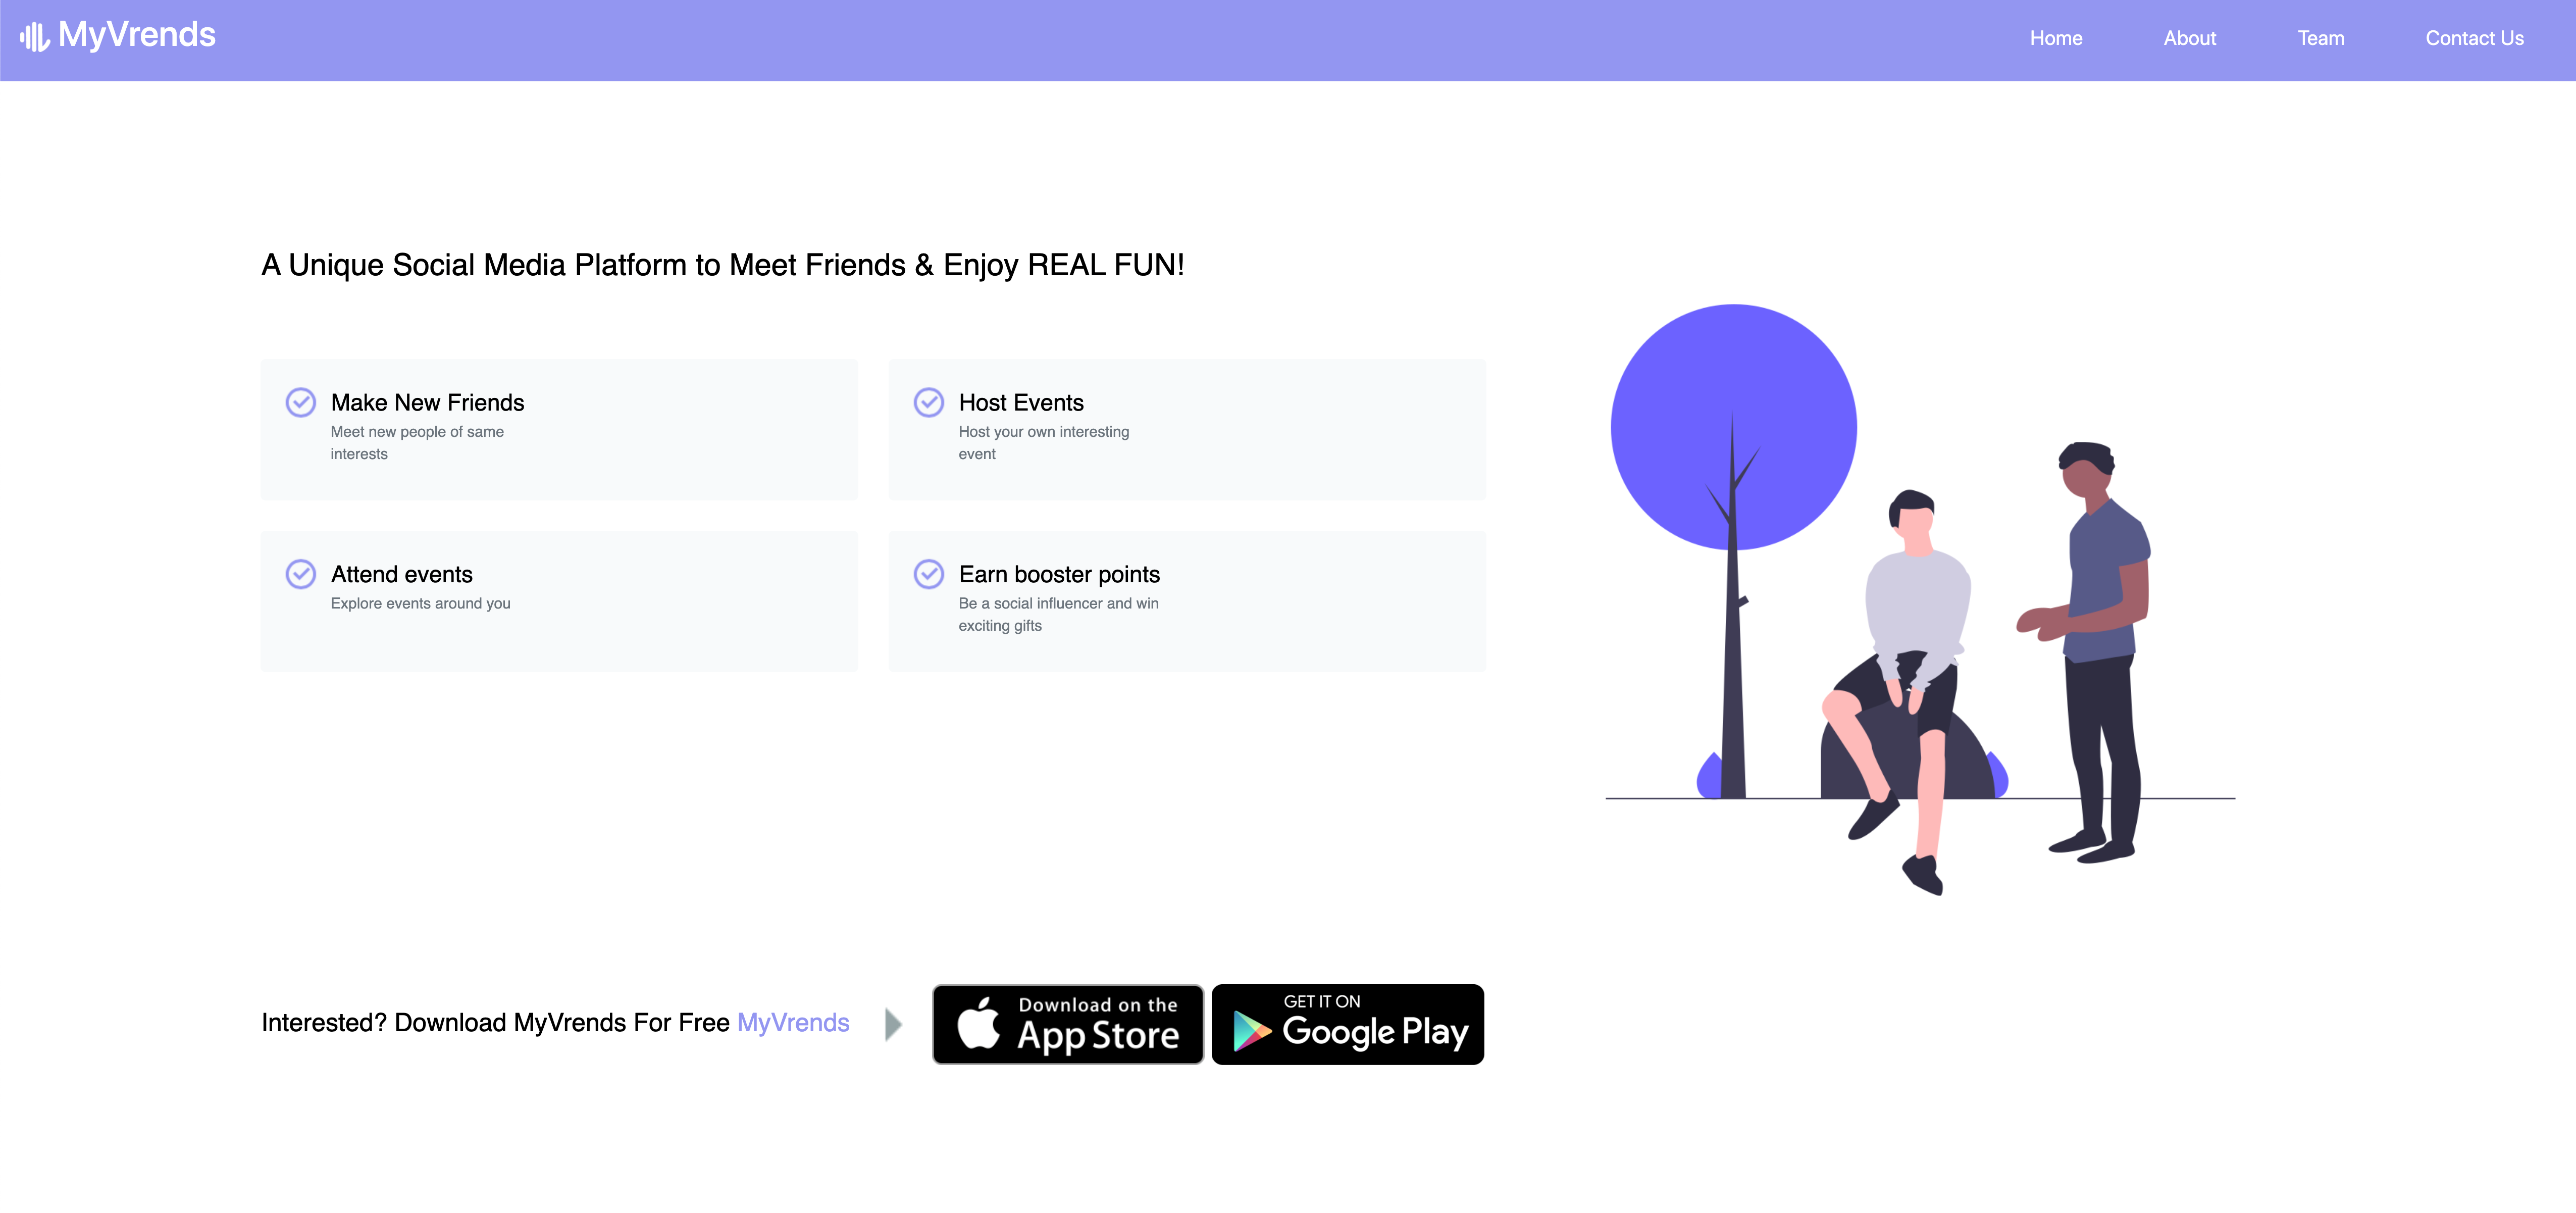 MyVrends
Home
About
Team
Contact Us
A Unique Social Media Platform to Meet Friends & Enjoy REAL FUN!
Make New Friends
Meet new people of same
interests
Host Events
Host your own interesting
event
Attend events
Explore events around you
Earn booster points
Be a social influencer and win
exciting gifts
Interested? Download MyVrends For Free MyVrends
Download on the
App Store
GET IT ON
Google Play